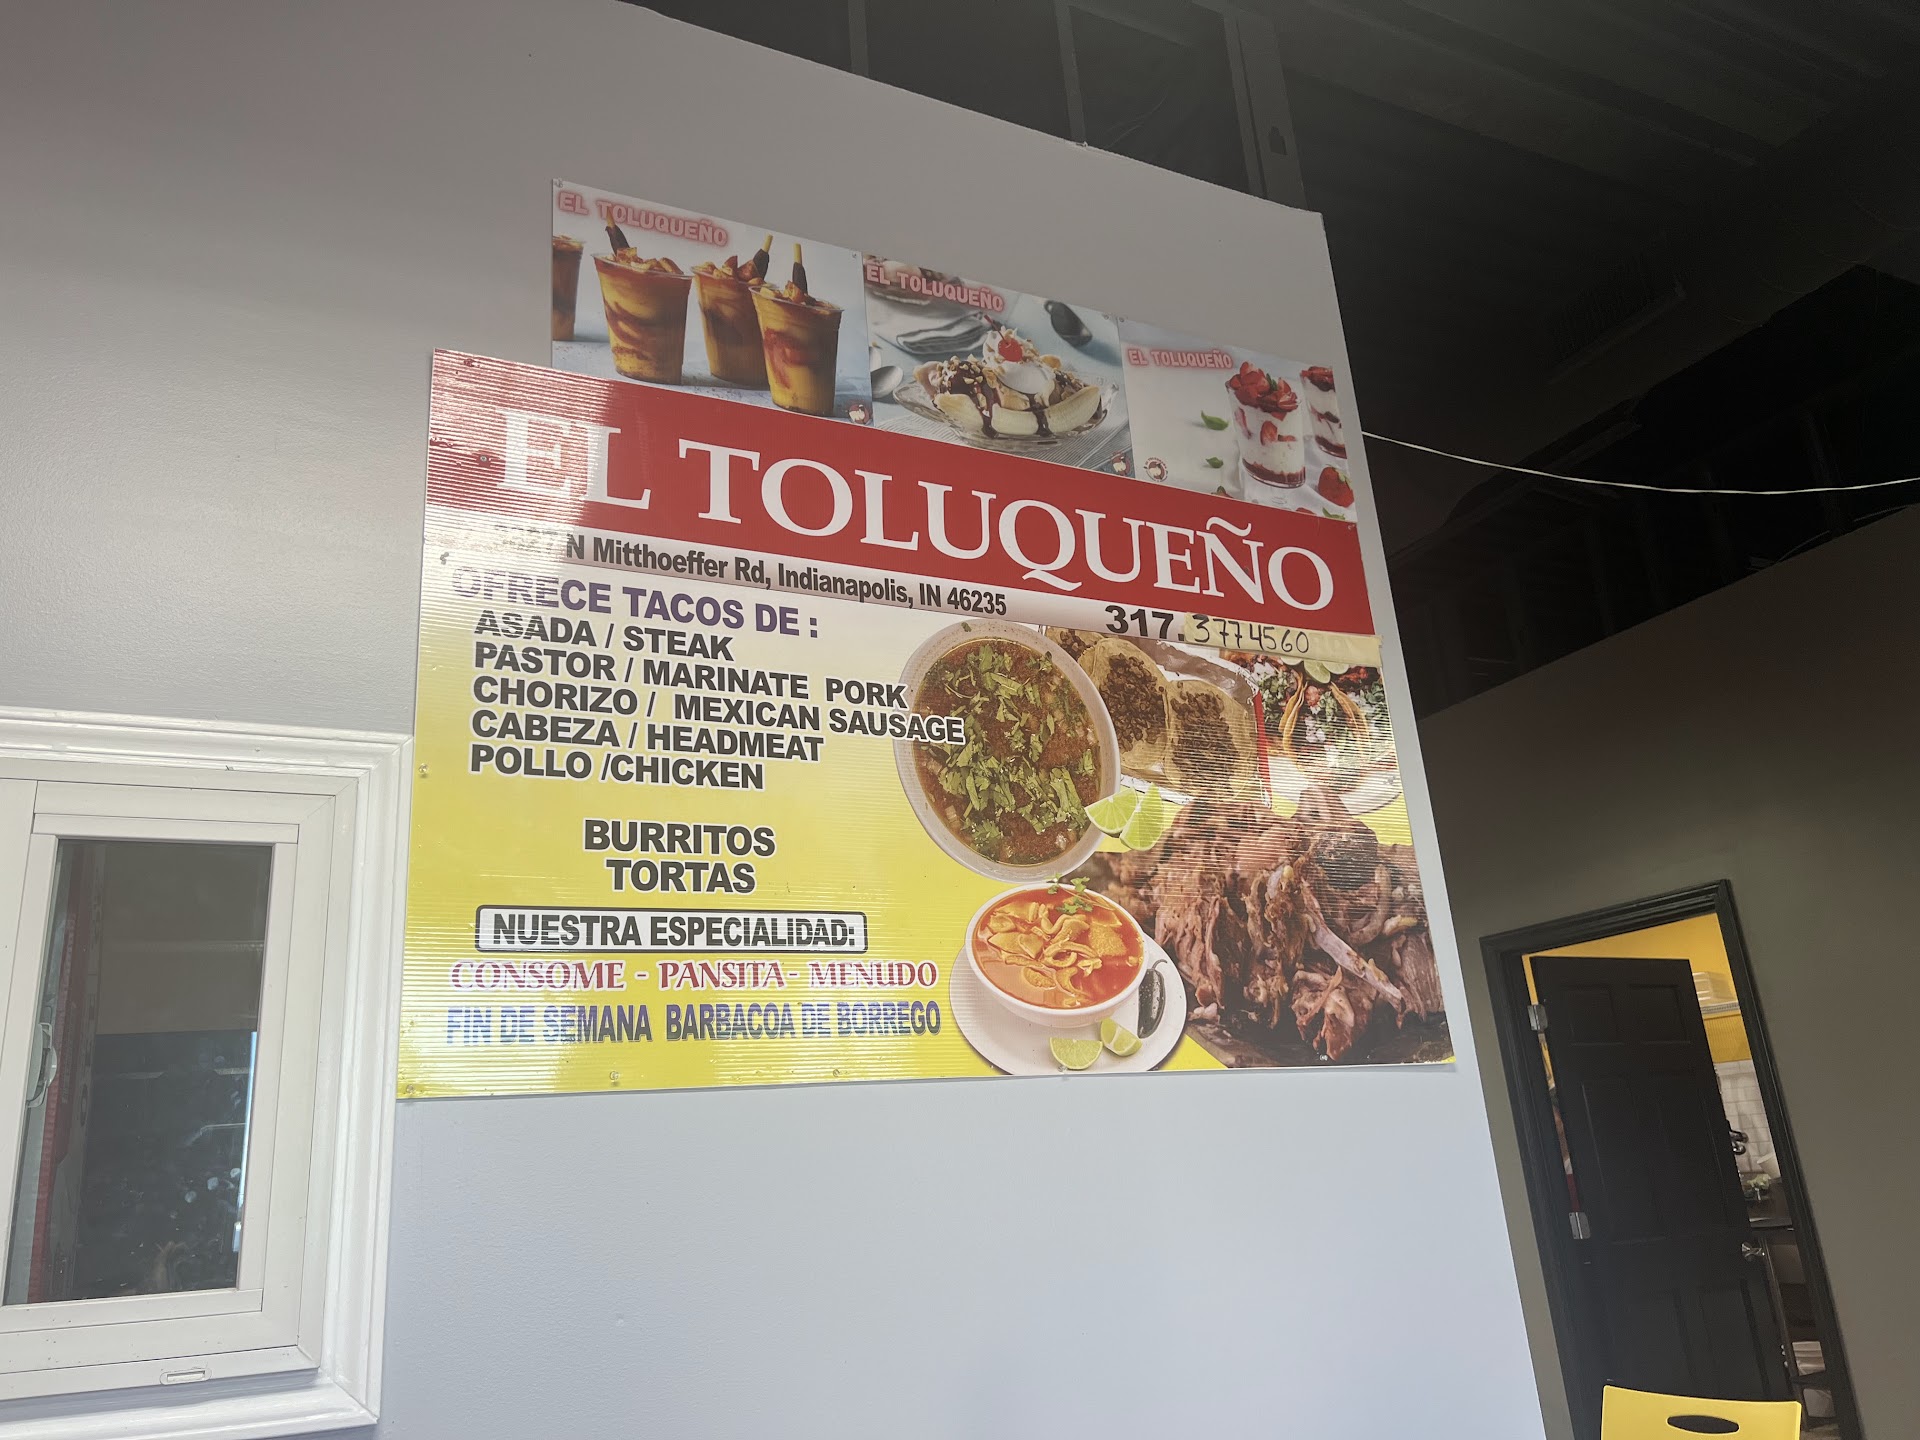 EL TOLUQUEÑO
EL TOLUQUEÑO
EL TOLUQUEÑO
EL TOLUQUEÑO
N Mitthoeffer Rd, Indianapolis, IN 46235
317. 377 4560
OFRECE TACOS DE :
ASADA / STEAK
PASTOR / MARINATE PORK
CHORIZO / MEXICAN SAUSAGE
CABEZA / HEADMEAT
POLLO /CHICKEN
BURRITOS
TORTAS
NUESTRA ESPECIALIDAD:
CONSOME - PANSITA- MENUDO
FIN DE SEMANA BARBACOA DE BORREGO